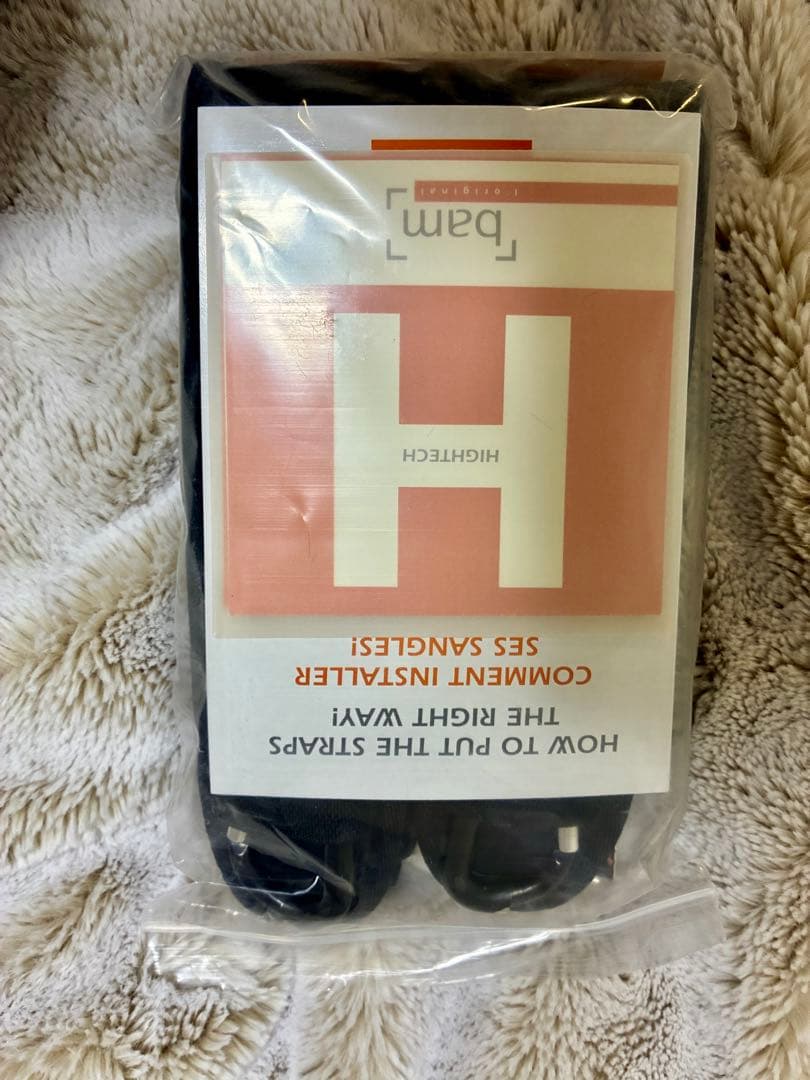 HOW TO PUT THE STRAPS
THE RIGHT WAY!
COMMENT INSTALLER
SES SANGLES!
H
HIGHTECH
[bam]
l'original